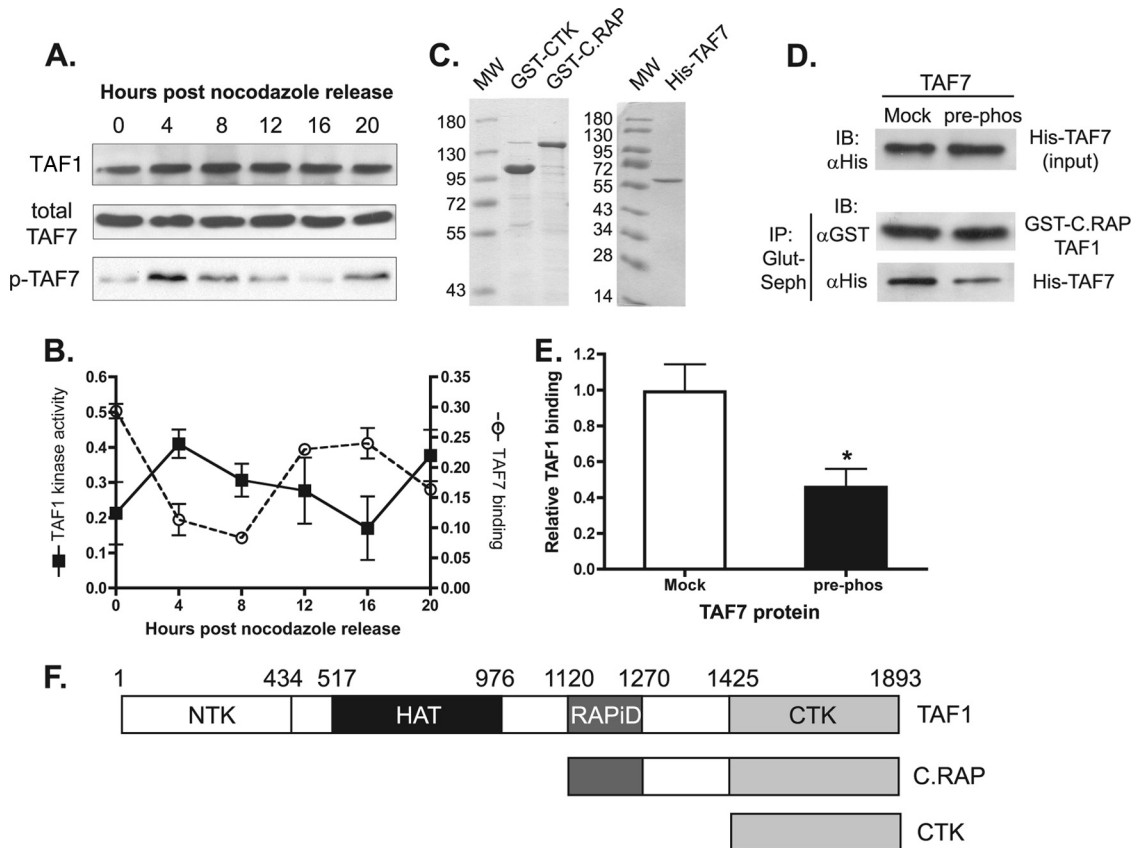 A.
Hours post nocodazole release
0 4 8 12 16 20
TAF1
total
TAF7
p-TAF7
B.
TAF1 kinase activity
0.6
0.5
0.4
0.3
0.2
0.1
0.0
0.35
0.30
0.25
0.20
0.15
0.10
0.05
0.00
TAF7 binding
0 4 8 12 16 20
Hours post nocodazole release
C.
MW GST-CTK GST-C.RAP
180
130
95
72
55
43
MW His-TAF7
180
130
95
72
55
43
34
28
14
D.
TAF7
Mock pre-phos
IB:
αHis
His-TAF7
(input)
IP:
Glut-
Seph
IB:
αGST
GST-C.RAP
TAF1
αHis
His-TAF7
E.
Relative TAF1 binding
1.2
1.0
0.8
0.6
0.4
0.2
0.0
*
Mock pre-phos
TAF7 protein
F.
1 434 517 976 1120 1270 1425 1893
NTK HAT RAPiD CTK TAF1
C.RAP
CTK